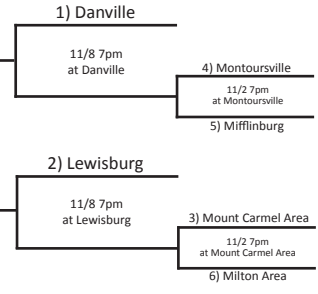 1) Danville
11/8 7pm
at Danville
4) Montoursville
11/2 7pm
at Montoursville
5) Mifflinburg
2) Lewisburg
11/8 7pm
at Lewisburg
3) Mount Carmel Area
11/2 7pm
at Mount Carmel Area
6) Milton Area